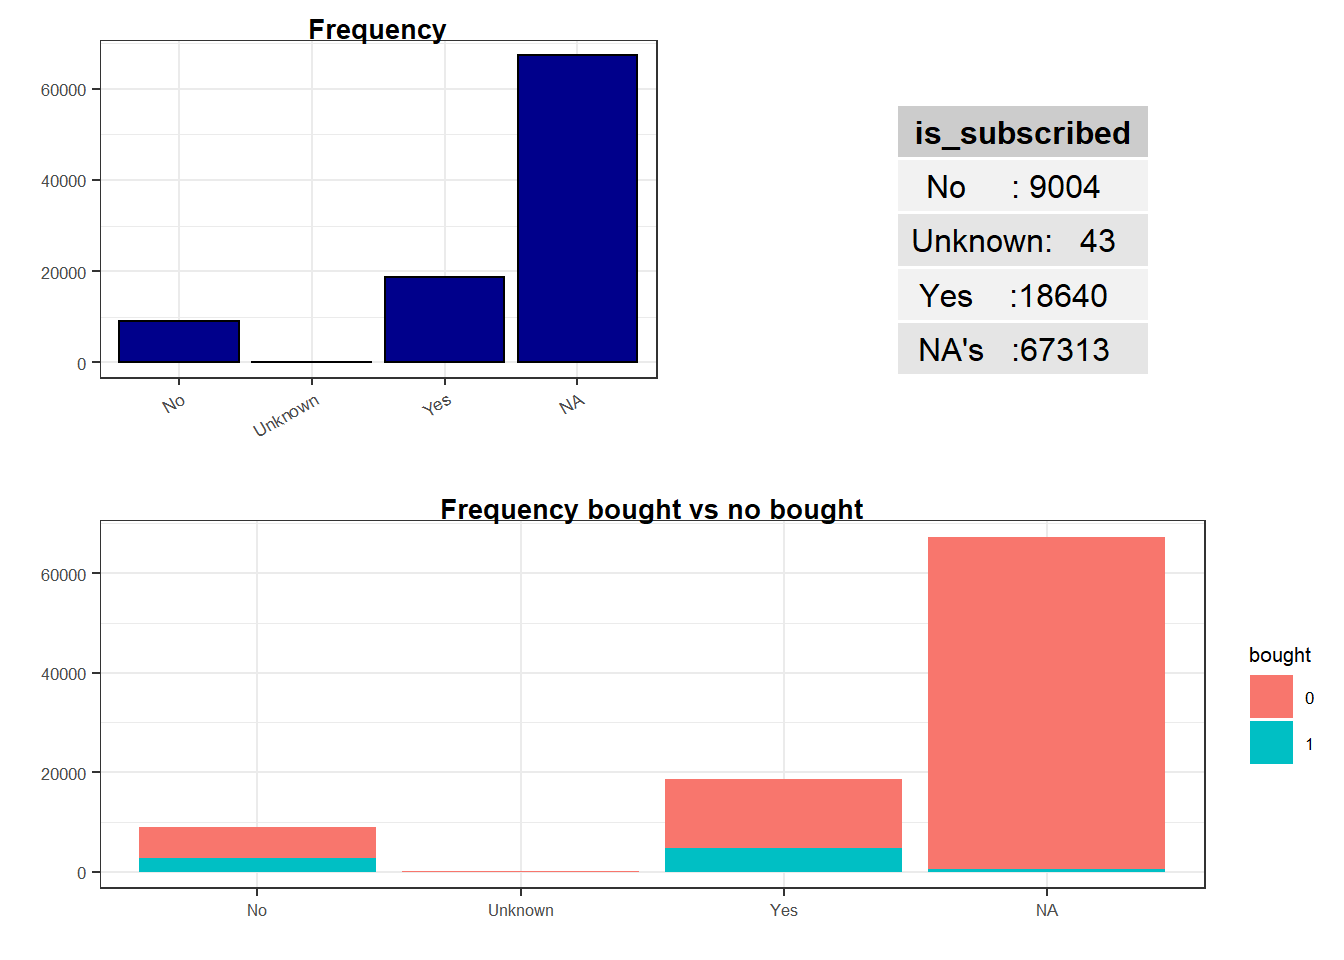 Frequency
60000
40000
20000
0
No
Unknown
Yes
NA
is_subscribed
No : 9004
Unknown: 43
Yes :18640
NA's :67313
Frequency bought vs no bought
60000
40000
20000
0
No
Unknown
Yes
NA
bought
0
1